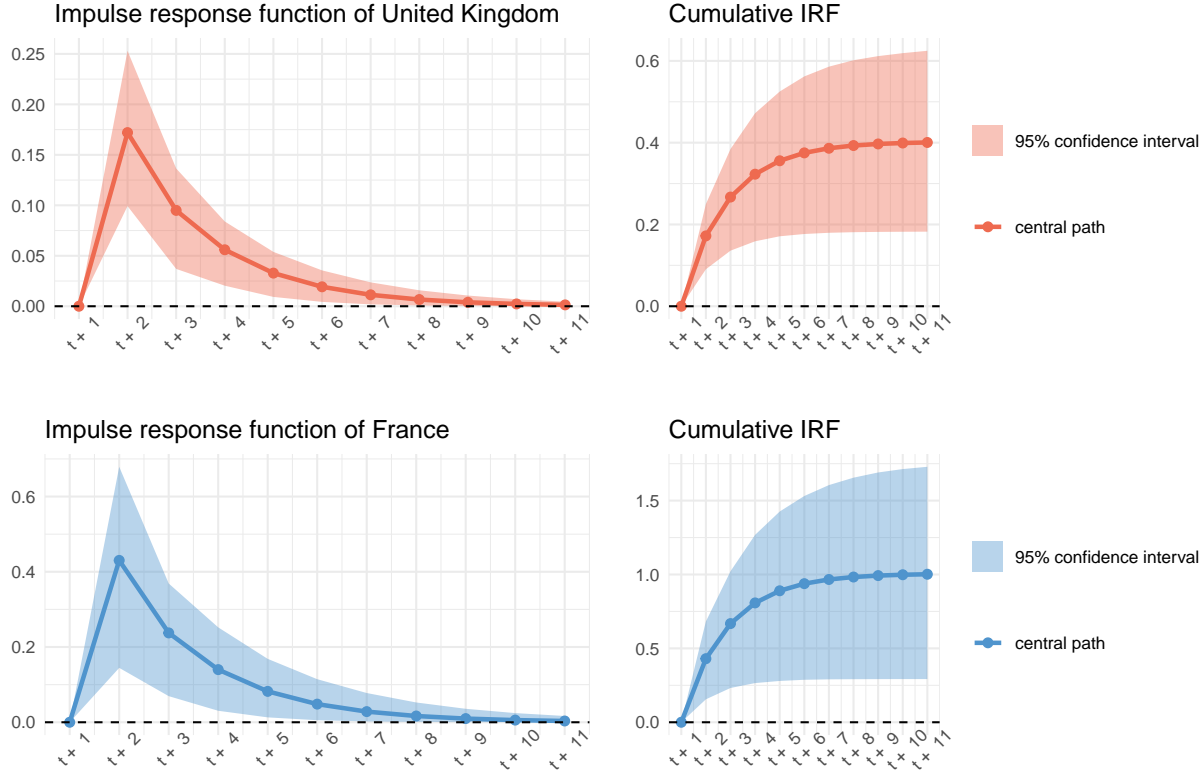 Impulse response function of United Kingdom
0.25
0.20
0.15
0.10
0.05
0.00
t + 1
t + 2
t + 3
t + 4
t + 5
t + 6
t + 7
t + 8
t + 9
t + 10
t + 11
Cumulative IRF
0.6
0.4
0.2
0.0
t + 1
t + 2
t + 3
t + 4
t + 5
t + 6
t + 7
t + 8
t + 9
t + 10
t + 11
95% confidence interval
central path
Impulse response function of France
0.6
0.4
0.2
0.0
t + 1
t + 2
t + 3
t + 4
t + 5
t + 6
t + 7
t + 8
t + 9
t + 10
t + 11
Cumulative IRF
1.5
1.0
0.5
0.0
t + 1
t + 2
t + 3
t + 4
t + 5
t + 6
t + 7
t + 8
t + 9
t + 10
t + 11
95% confidence interval
central path